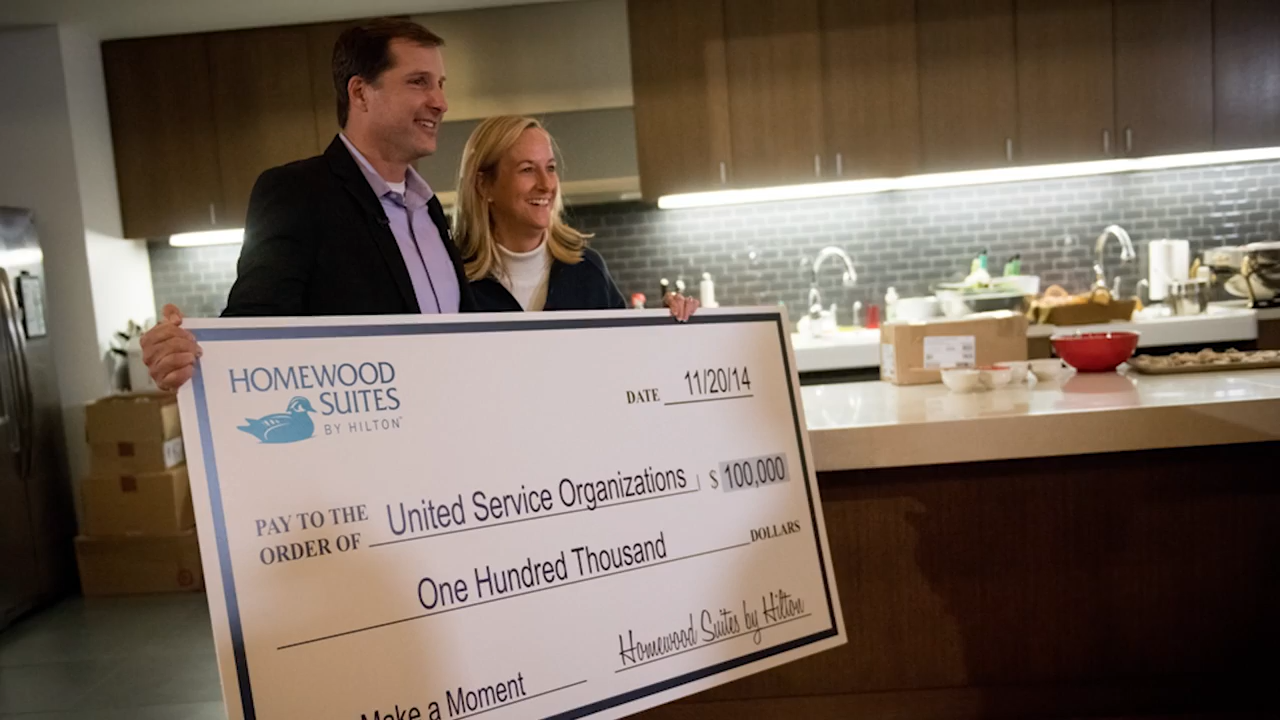 HOMEWOOD
SUITES
BY HILTON
DATE 11/20/14
PAY TO THE
ORDER OF United Service Organizations $ 100,000
One Hundred Thousand DOLLARS
Homewood Suites by Hilton
Make a Moment